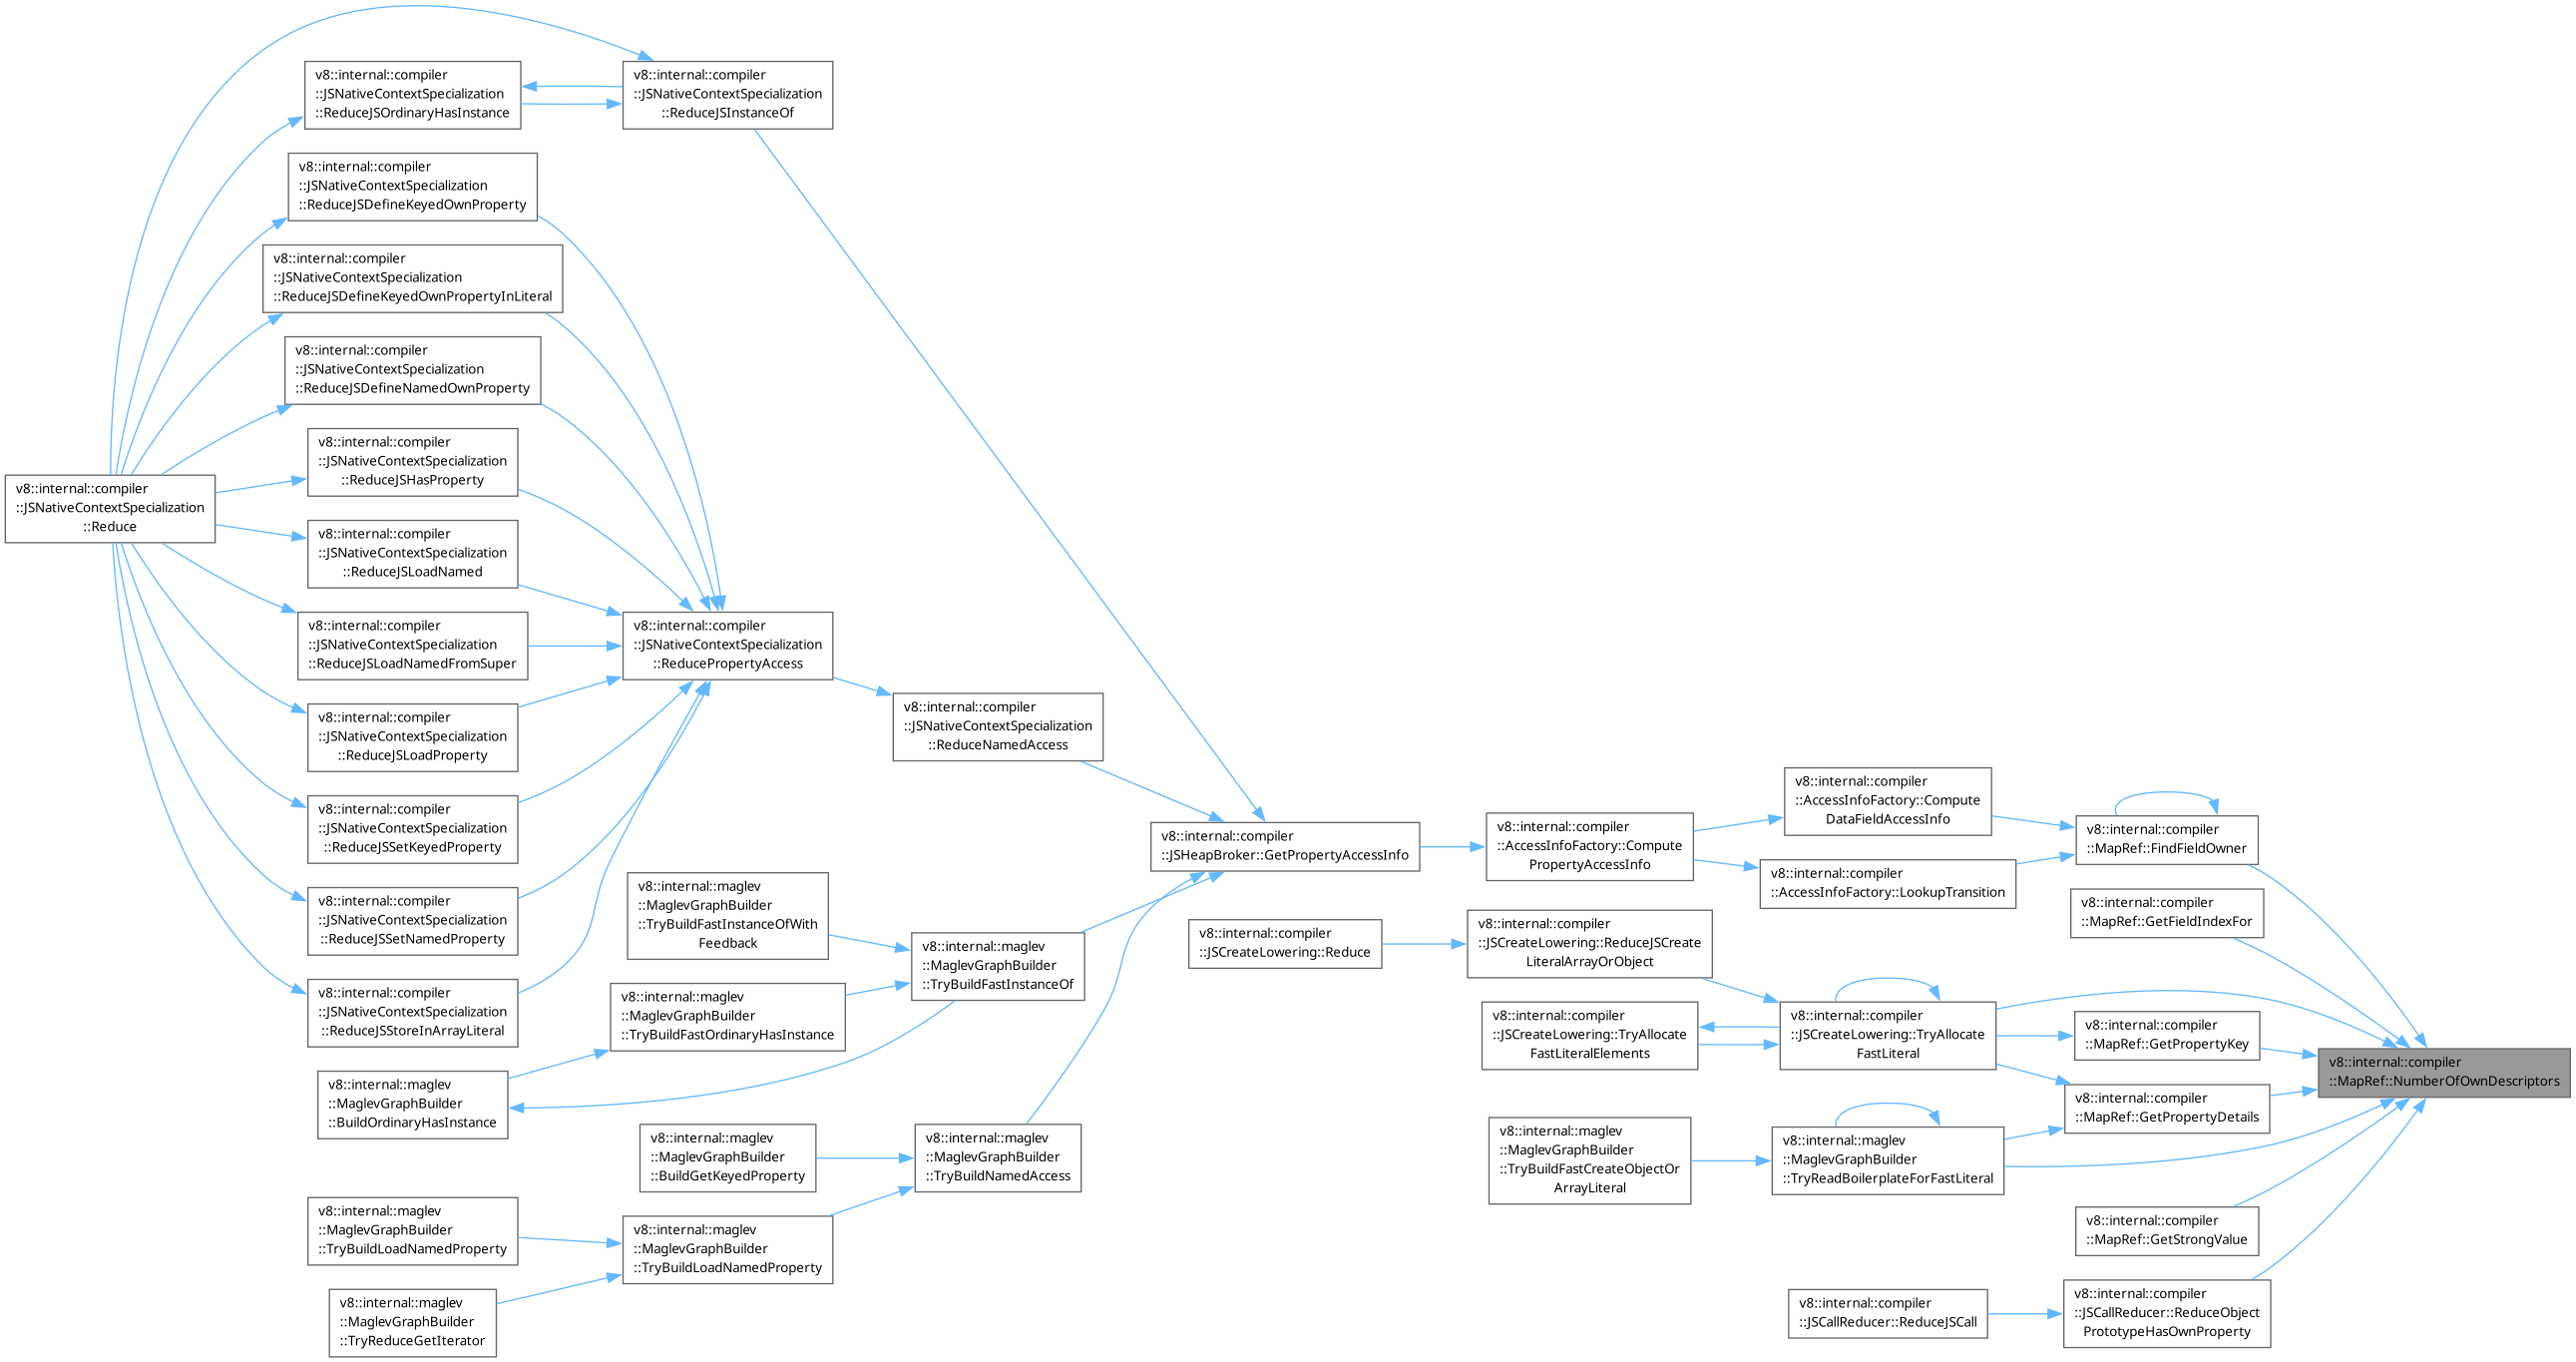 v8::internal::compiler
::JSNativeContextSpecialization
::Reduce
v8::internal::compiler
::JSNativeContextSpecialization
::ReduceJSOrdinaryHasInstance
v8::internal::compiler
::JSNativeContextSpecialization
::ReduceJSDefineKeyedOwnProperty
v8::internal::compiler
::JSNativeContextSpecialization
::ReduceJSDefineKeyedOwnPropertyInLiteral
v8::internal::compiler
::JSNativeContextSpecialization
::ReduceJSDefineNamedOwnProperty
v8::internal::compiler
::JSNativeContextSpecialization
::ReduceJSHasProperty
v8::internal::compiler
::JSNativeContextSpecialization
::ReduceJSLoadNamed
v8::internal::compiler
::JSNativeContextSpecialization
::ReduceJSLoadNamedFromSuper
v8::internal::compiler
::JSNativeContextSpecialization
::ReduceJSLoadProperty
v8::internal::compiler
::JSNativeContextSpecialization
::ReduceJSSetKeyedProperty
v8::internal::compiler
::JSNativeContextSpecialization
::ReduceJSSetNamedProperty
v8::internal::compiler
::JSNativeContextSpecialization
::ReduceJSStoreInArrayLiteral
v8::internal::maglev
::MaglevGraphBuilder
::BuildOrdinaryHasInstance
v8::internal::maglev
::MaglevGraphBuilder
::TryBuildLoadNamedProperty
v8::internal::maglev
::MaglevGraphBuilder
::TryReduceGetIterator
v8::internal::compiler
::JSNativeContextSpecialization
::ReduceJSInstanceOf
v8::internal::compiler
::JSNativeContextSpecialization
::ReducePropertyAccess
v8::internal::maglev
::MaglevGraphBuilder
::TryBuildFastInstanceOfWith
Feedback
v8::internal::maglev
::MaglevGraphBuilder
::TryBuildFastOrdinaryHasInstance
v8::internal::maglev
::MaglevGraphBuilder
::BuildGetKeyedProperty
v8::internal::maglev
::MaglevGraphBuilder
::TryBuildLoadNamedProperty
v8::internal::compiler
::JSNativeContextSpecialization
::ReduceNamedAccess
v8::internal::maglev
::MaglevGraphBuilder
::TryBuildFastInstanceOf
v8::internal::maglev
::MaglevGraphBuilder
::TryBuildNamedAccess
v8::internal::compiler
::JSHeapBroker::GetPropertyAccessInfo
v8::internal::compiler
::JSCreateLowering::Reduce
v8::internal::compiler
::AccessInfoFactory::Compute
PropertyAccessInfo
v8::internal::compiler
::JSCreateLowering::ReduceJSCreate
LiteralArrayOrObject
v8::internal::compiler
::JSCreateLowering::TryAllocate
FastLiteralElements
v8::internal::maglev
::MaglevGraphBuilder
::TryBuildFastCreateObjectOr
ArrayLiteral
v8::internal::compiler
::AccessInfoFactory::Compute
DataFieldAccessInfo
v8::internal::compiler
::AccessInfoFactory::LookupTransition
v8::internal::compiler
::JSCreateLowering::TryAllocate
FastLiteral
v8::internal::maglev
::MaglevGraphBuilder
::TryReadBoilerplateForFastLiteral
v8::internal::compiler
::JSCallReducer::ReduceJSCall
v8::internal::compiler
::MapRef::FindFieldOwner
v8::internal::compiler
::MapRef::GetFieldIndexFor
v8::internal::compiler
::MapRef::GetPropertyKey
v8::internal::compiler
::MapRef::GetPropertyDetails
v8::internal::compiler
::MapRef::GetStrongValue
v8::internal::compiler
::JSCallReducer::ReduceObject
PrototypeHasOwnProperty
v8::internal::compiler
::MapRef::NumberOfOwnDescriptors